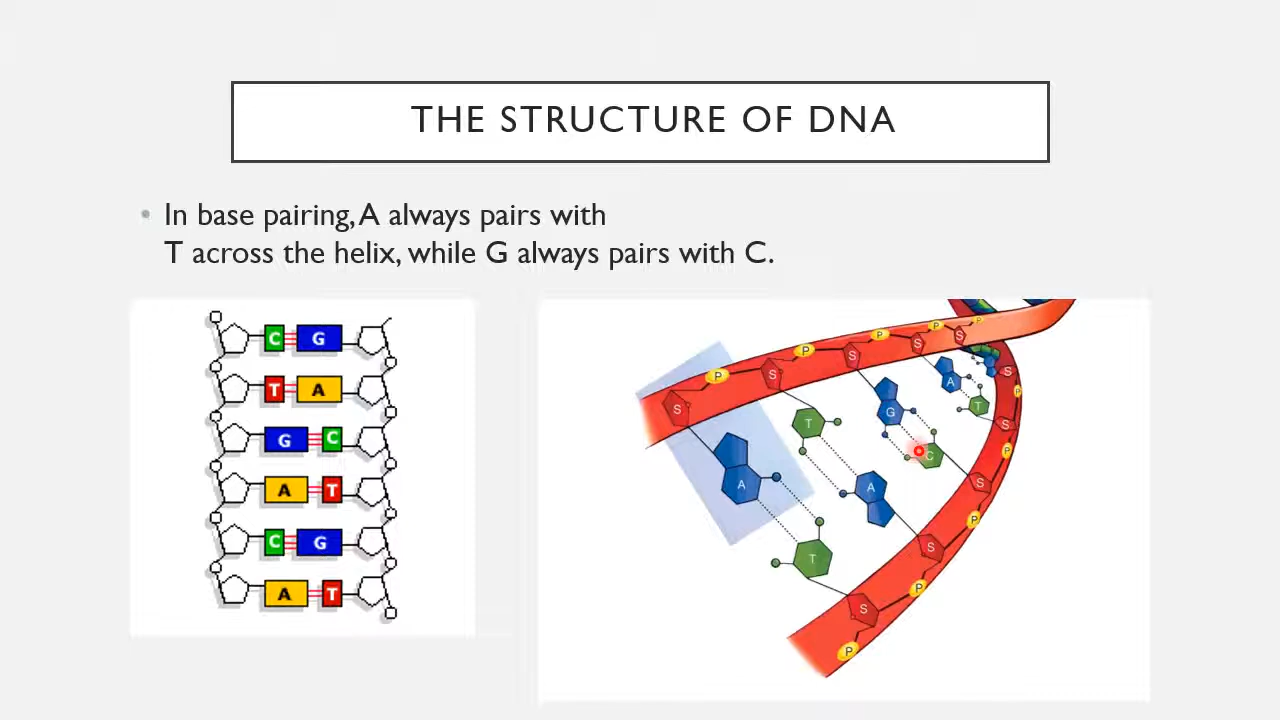 THE STRUCTURE OF DNA
In base pairing, A always pairs with
T across the helix, while G always pairs with C.
C G
T A
G C
A T
C G
A T
P P P P P
S S S S S
S P
A T G A T
S
A C
P
T
S
P
S
P
S
P